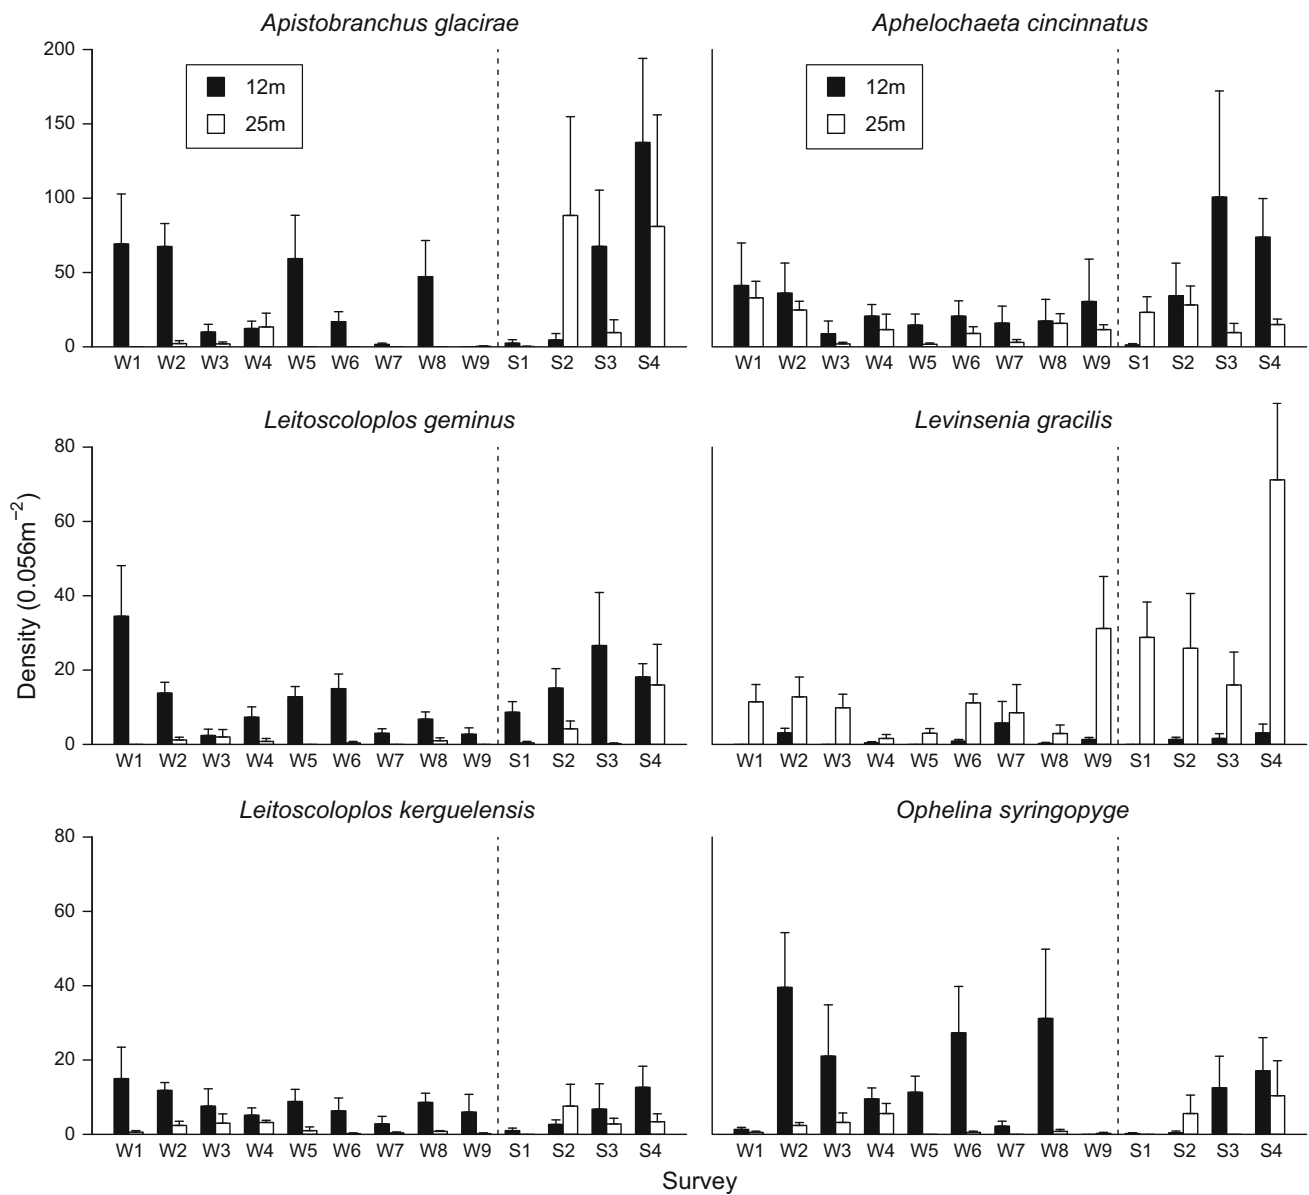 Apistobranchus glacirae
Aphelochaeta cincinnatus
200
150
100
50
0
12m
25m
12m
25m
W1 W2 W3 W4 W5 W6 W7 W8 W9 S1 S2 S3 S4
W1 W2 W3 W4 W5 W6 W7 W8 W9 S1 S2 S3 S4
Leitoscoloplos geminus
Levinsenia gracilis
80
60
40
20
0
Density (0.056m⁻²)
W1 W2 W3 W4 W5 W6 W7 W8 W9 S1 S2 S3 S4
W1 W2 W3 W4 W5 W6 W7 W8 W9 S1 S2 S3 S4
Leitoscoloplos kerguelensis
Ophelina syringopyge
80
60
40
20
0
W1 W2 W3 W4 W5 W6 W7 W8 W9 S1 S2 S3 S4
W1 W2 W3 W4 W5 W6 W7 W8 W9 S1 S2 S3 S4
Survey